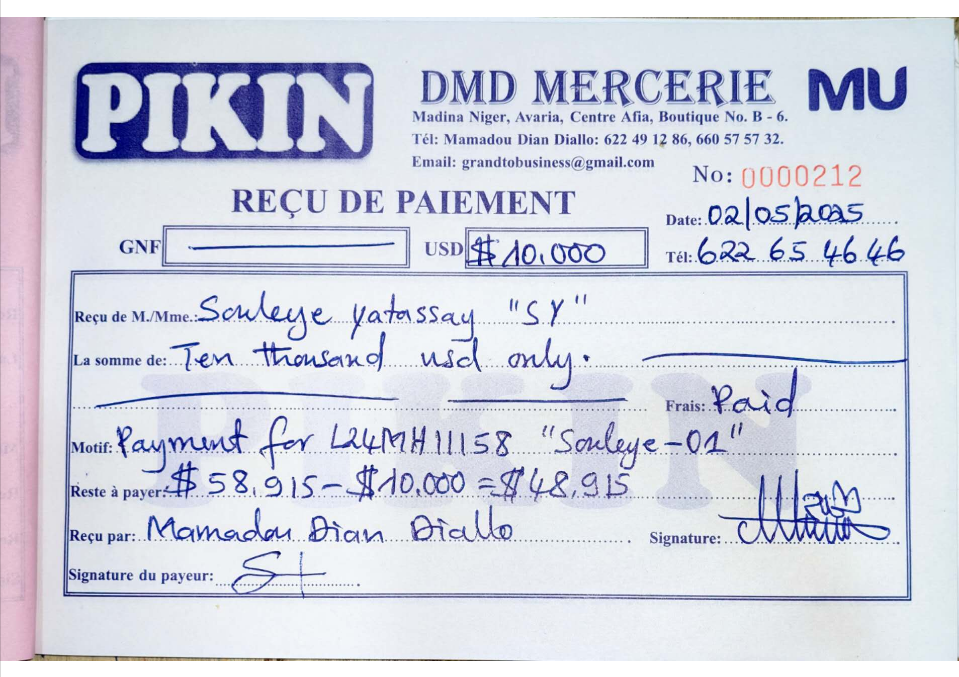 PIKIN
DMD MERCERIE
MU
Madina Niger, Avaria, Centre Afia, Boutique No. B - 6.
Tél: Mamadou Dian Diallo: 622 49 12 86, 660 57 57 32.
Email: grandtobusiness@gmail.com
No: 0000212
REÇU DE PAIEMENT
Date: 02/05/2025
GNF
USD $ 10.000
Tél: 622 65 46 46
Reçu de M./Mme.: Souleye yatassay "SY"
La somme de: Ten thousand usd only.
Frais: Paid
Motif: Payment for L24MH11158 "Souleye-01"
Reste à payer: $ 58.915 - $10.000 = $48.915
Reçu par: Mamadou Dian Diallo
Signature:
Signature du payeur:
PIKIN